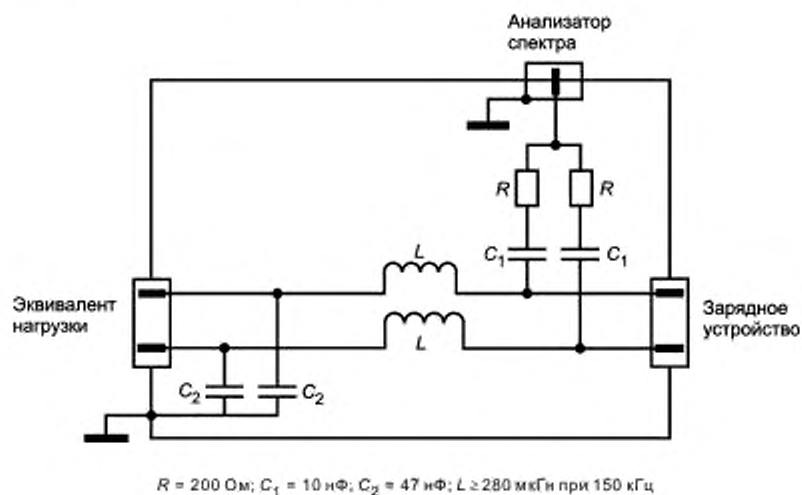 Анализатор
спектра
R
R
L
C1
C1
Эквивалент
нагрузки
Зарядное
устройство
L
C2
C2
R = 200 Ом; C1 = 10 нФ; C2 = 47 нФ; L ≥ 280 мкГн при 150 кГц